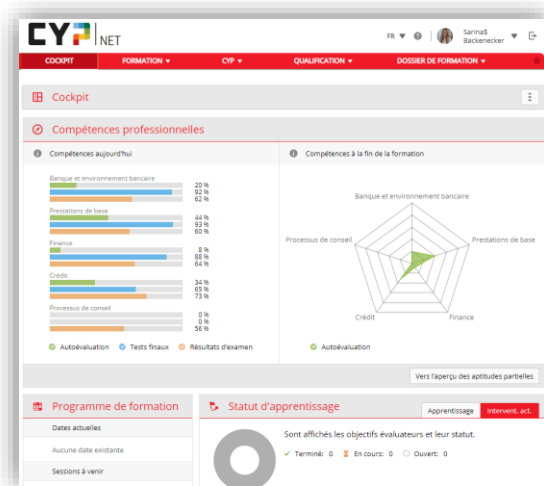 CYP NET
FR
Sarina$
Backenecker
COCKPIT FORMATION CYP QUALIFICATION DOSSIER DE FORMATION
Cockpit
Compétences professionnelles
Compétences aujourd'hui
Banque et environnement bancaire
20 %
92 %
62 %
Prestations de base
44 %
93 %
60 %
Finance
8 %
88 %
64 %
Crédit
34 %
65 %
73 %
Processus de conseil
0 %
0 %
56 %
Autoévaluation Tests finaux Résultats d'examen
Compétences à la fin de la formation
Banque et environnement bancaire
Processus de conseil
Prestations de base
Crédit
Finance
Autoévaluation
Vers l'aperçu des aptitudes partielles
Programme de formation
Dates actuelles
Aucune date existante
Sessions à venir
Statut d'apprentissage
Apprentissage Intervent. act.
Sont affichés les objectifs évaluateurs et leur statut.
Terminé: 0 En cours: 0 Ouvert: 0